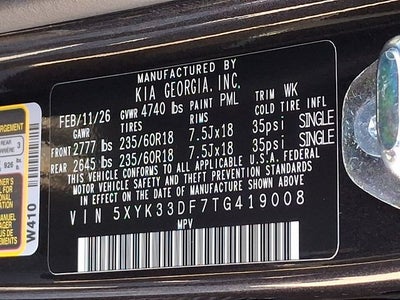 MANUFACTURED BY
KIA GEORGIA, INC.
FEB/11/26 GVWR 4740 lbs PAINT PML TRIM WK
GAWR TIRES RIMS COLD TIRE INFL
FRONT 2777 lbs 235/60R18 7.5Jx18 35psi SINGLE
REAR 2645 lbs 235/60R18 7.5Jx18 35psi SINGLE
THIS VEHICLE CONFORMS TO ALL APPLICABLE U.S.A. FEDERAL
MOTOR VEHICLE SAFETY AND THEFT PREVENTION STANDARDS
IN EFFECT ON THE DATE OF MANUFACTURE SHOWN ABOVE
VIN 5XYK33DF7TG419008
MPV
W410
3
926